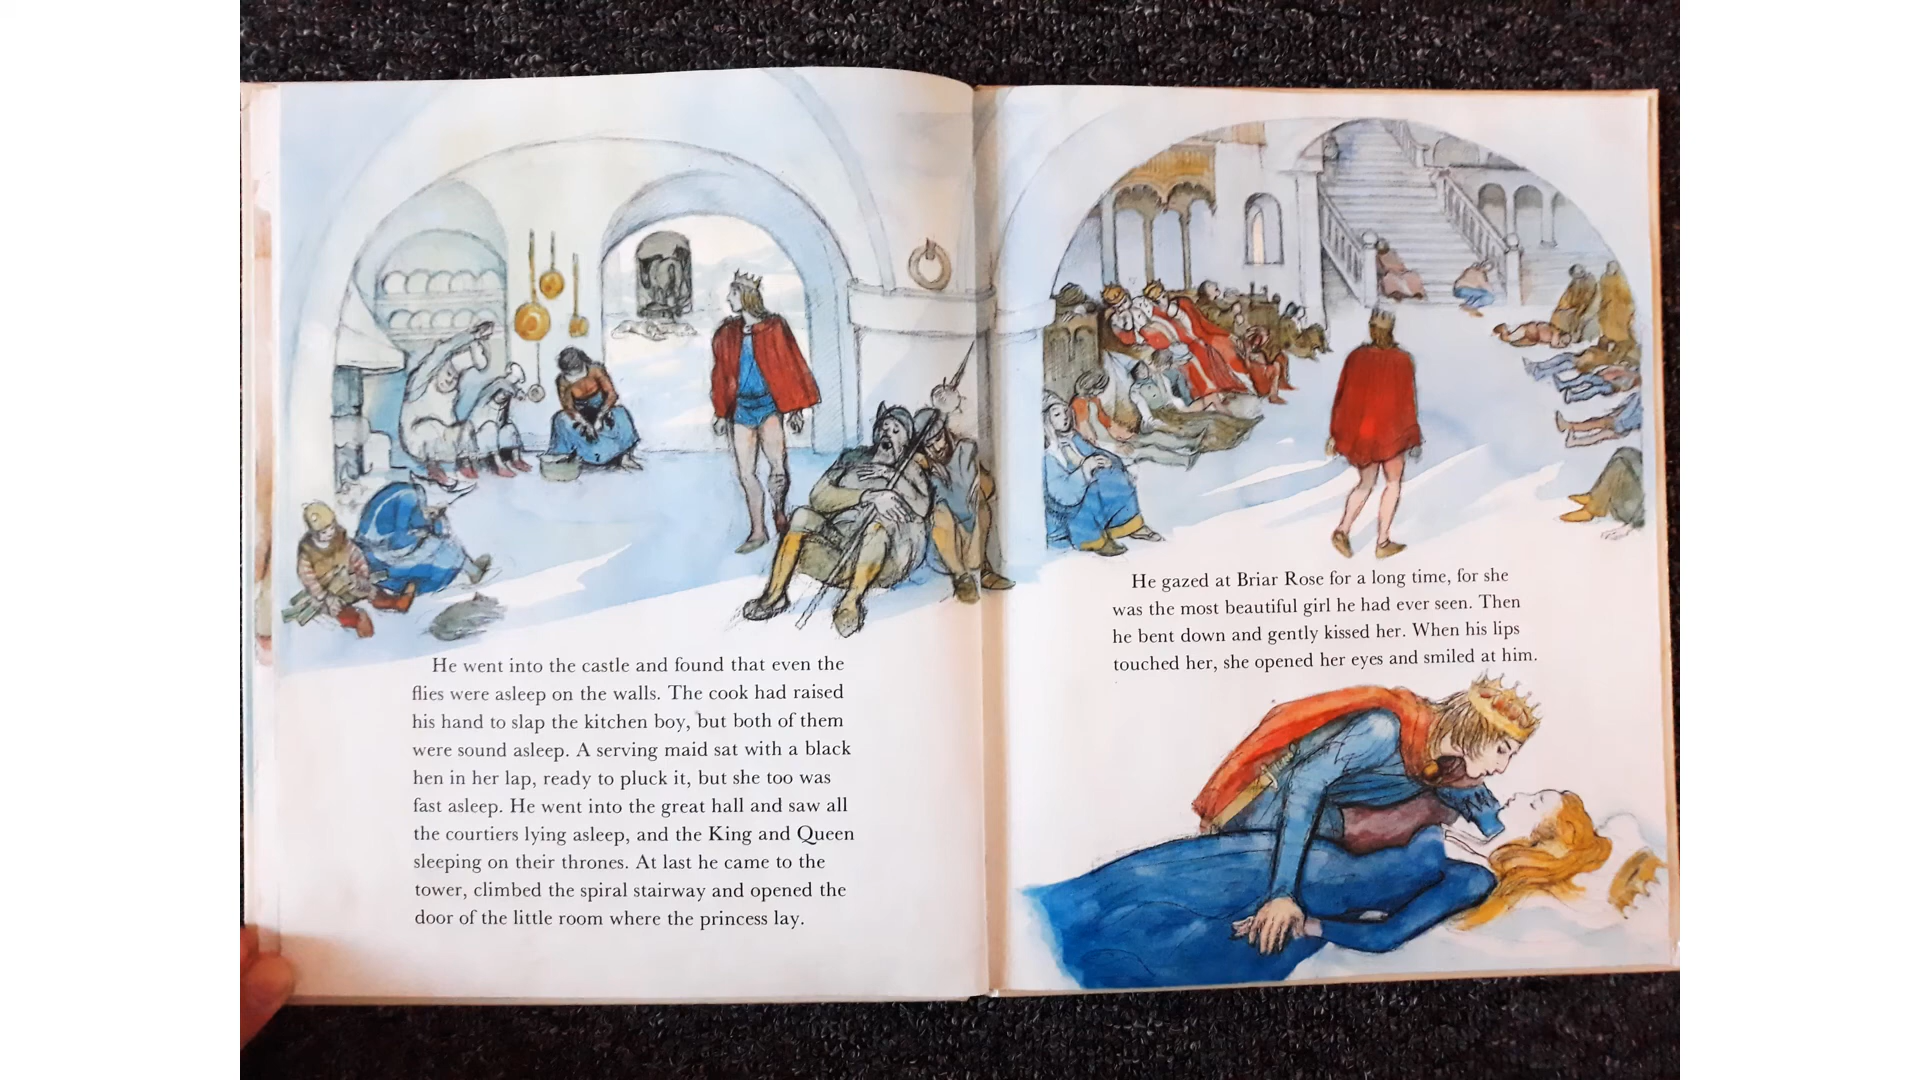 He went into the castle and found that even the
flies were asleep on the walls. The cook had raised
his hand to slap the kitchen boy, but both of them
were sound asleep. A serving maid sat with a black
hen in her lap, ready to pluck it, but she too was
fast asleep. He went into the great hall and saw all
the courtiers lying asleep, and the King and Queen
sleeping on their thrones. At last he came to the
tower, climbed the spiral stairway and opened the
door of the little room where the princess lay.
He gazed at Briar Rose for a long time, for she
was the most beautiful girl he had ever seen. Then
he bent down and gently kissed her. When his lips
touched her, she opened her eyes and smiled at him.